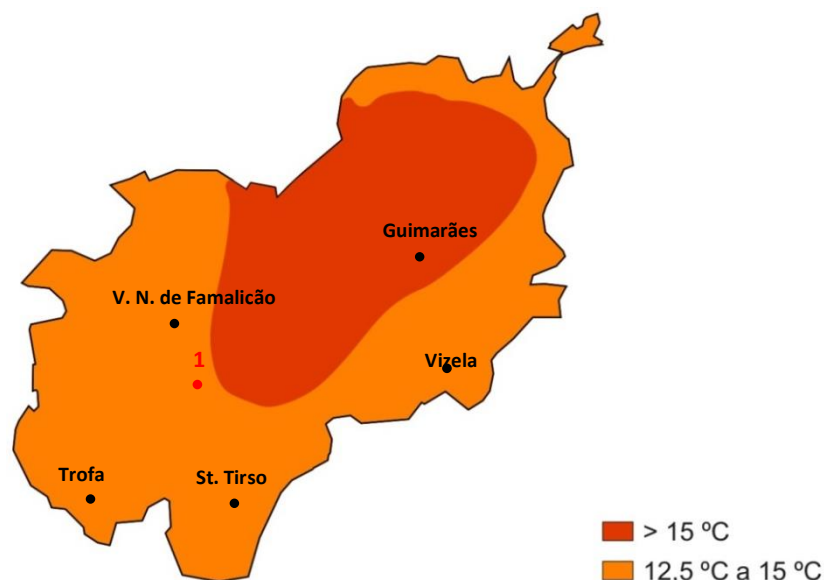 Guimarães
V. N. de Famalicão
1
Vizela
Trofa
St. Tirso
> 15 ºC
12.5 ºC a 15 ºC